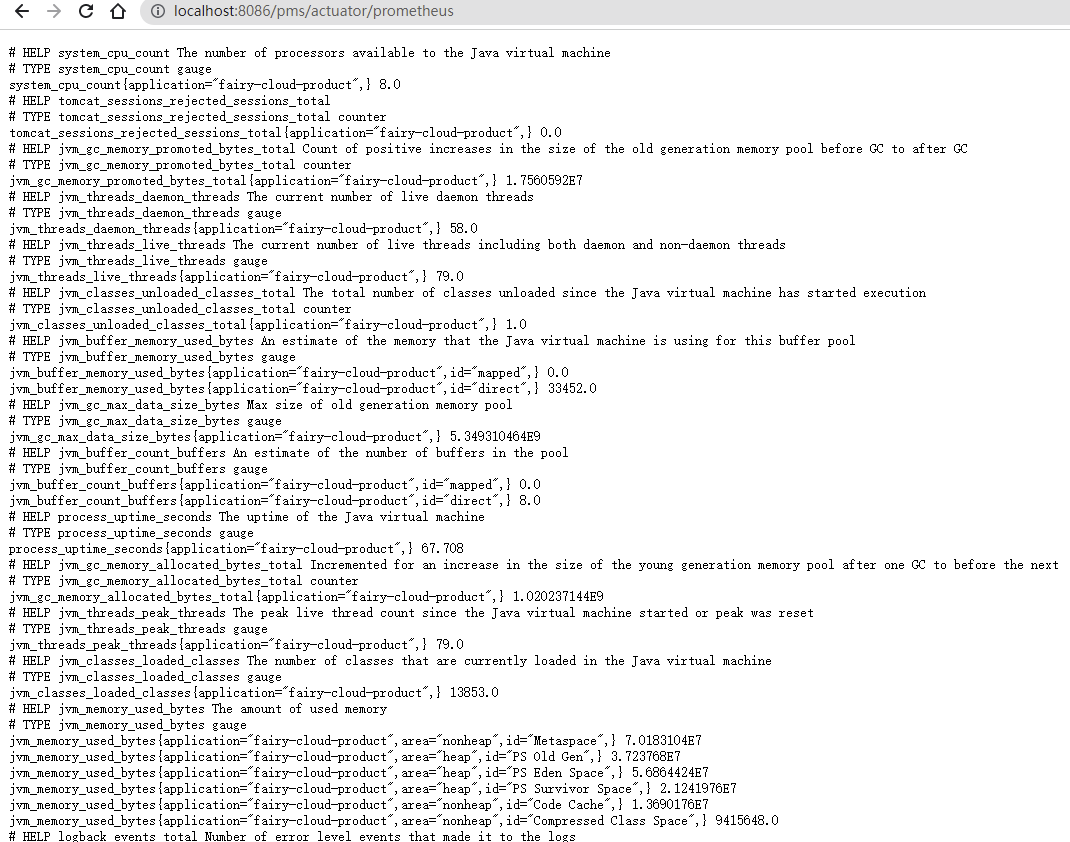 localhost:8086/pms/actuator/prometheus
# HELP system_cpu_count The number of processors available to the Java virtual machine
# TYPE system_cpu_count gauge
system_cpu_count{application="fairy-cloud-product",} 8.0
# HELP tomcat_sessions_rejected_sessions_total
# TYPE tomcat_sessions_rejected_sessions_total counter
tomcat_sessions_rejected_sessions_total{application="fairy-cloud-product",} 0.0
# HELP jvm_gc_memory_promoted_bytes_total Count of positive increases in the size of the old generation memory pool before GC to after GC
# TYPE jvm_gc_memory_promoted_bytes_total counter
jvm_gc_memory_promoted_bytes_total{application="fairy-cloud-product",} 1.7560592E7
# HELP jvm_threads_daemon_threads The current number of live daemon threads
# TYPE jvm_threads_daemon_threads gauge
jvm_threads_daemon_threads{application="fairy-cloud-product",} 58.0
# HELP jvm_threads_live_threads The current number of live threads including both daemon and non-daemon threads
# TYPE jvm_threads_live_threads gauge
jvm_threads_live_threads{application="fairy-cloud-product",} 79.0
# HELP jvm_classes_unloaded_classes_total The total number of classes unloaded since the Java virtual machine has started execution
# TYPE jvm_classes_unloaded_classes_total counter
jvm_classes_unloaded_classes_total{application="fairy-cloud-product",} 1.0
# HELP jvm_buffer_memory_used_bytes An estimate of the memory that the Java virtual machine is using for this buffer pool
# TYPE jvm_buffer_memory_used_bytes gauge
jvm_buffer_memory_used_bytes{application="fairy-cloud-product",id="mapped",} 0.0
jvm_buffer_memory_used_bytes{application="fairy-cloud-product",id="direct",} 33452.0
# HELP jvm_gc_max_data_size_bytes Max size of old generation memory pool
# TYPE jvm_gc_max_data_size_bytes gauge
jvm_gc_max_data_size_bytes{application="fairy-cloud-product",} 5.349310464E9
# HELP jvm_buffer_count_buffers An estimate of the number of buffers in the pool
# TYPE jvm_buffer_count_buffers gauge
jvm_buffer_count_buffers{application="fairy-cloud-product",id="mapped",} 0.0
jvm_buffer_count_buffers{application="fairy-cloud-product",id="direct",} 8.0
# HELP process_uptime_seconds The uptime of the Java virtual machine
# TYPE process_uptime_seconds gauge
process_uptime_seconds{application="fairy-cloud-product",} 67.708
# HELP jvm_gc_memory_allocated_bytes_total Incremented for an increase in the size of the young generation memory pool after one GC to before the next
# TYPE jvm_gc_memory_allocated_bytes_total counter
jvm_gc_memory_allocated_bytes_total{application="fairy-cloud-product",} 1.020237144E9
# HELP jvm_threads_peak_threads The peak live thread count since the Java virtual machine started or peak was reset
# TYPE jvm_threads_peak_threads gauge
jvm_threads_peak_threads{application="fairy-cloud-product",} 79.0
# HELP jvm_classes_loaded_classes The number of classes that are currently loaded in the Java virtual machine
# TYPE jvm_classes_loaded_classes gauge
jvm_classes_loaded_classes{application="fairy-cloud-product",} 13853.0
# HELP jvm_memory_used_bytes The amount of used memory
# TYPE jvm_memory_used_bytes gauge
jvm_memory_used_bytes{application="fairy-cloud-product",area="nonheap",id="Metaspace",} 7.0183104E7
jvm_memory_used_bytes{application="fairy-cloud-product",area="heap",id="PS Old Gen",} 3.723768E7
jvm_memory_used_bytes{application="fairy-cloud-product",area="heap",id="PS Eden Space",} 5.6864424E7
jvm_memory_used_bytes{application="fairy-cloud-product",area="heap",id="PS Survivor Space",} 2.1241976E7
jvm_memory_used_bytes{application="fairy-cloud-product",area="nonheap",id="Code Cache",} 1.3690176E7
jvm_memory_used_bytes{application="fairy-cloud-product",area="nonheap",id="Compressed Class Space",} 9415648.0
# HELP logback_events_total Number of error level events that made it to the logs